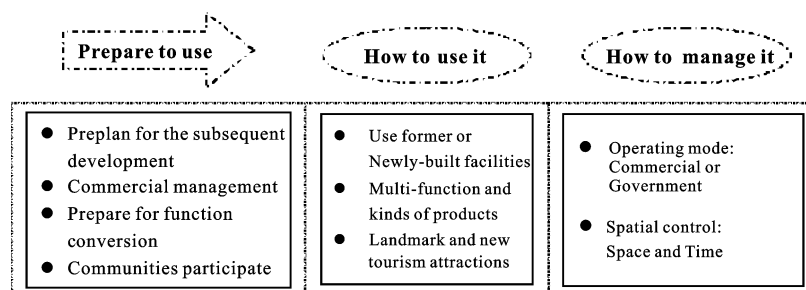 Prepare to use
How to use it
How to manage it
● Preplan for the subsequent
development
● Commercial management
● Prepare for function
conversion
● Communities participate
● Use former or
Newly-built facilities
● Multi-function and
kinds of products
● Landmark and new
tourism attractions
● Operating mode:
Commercial or
Government
● Spatial control:
Space and Time